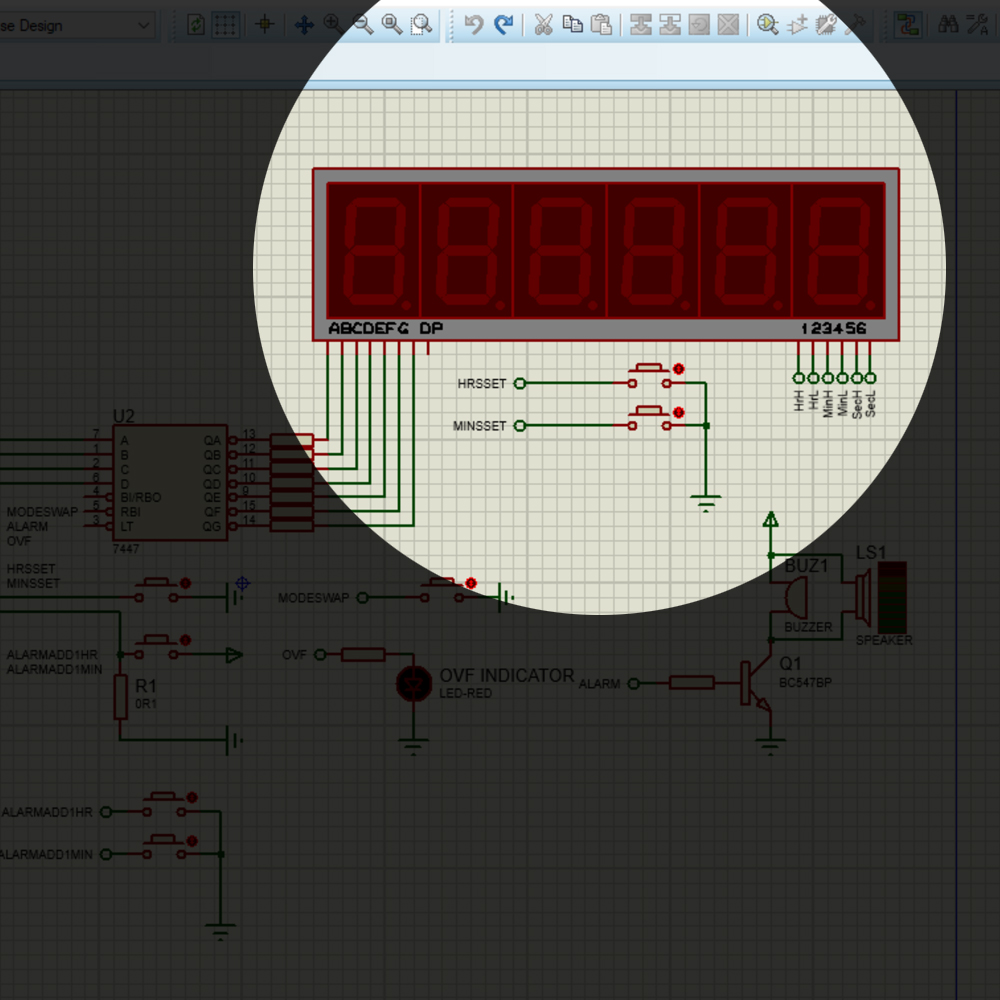 se Design
ABCDEFG DP
123456
HRSSET
MINSSET
HrH
HrL
MinH
MinL
SecH
SecL
U2
7 A QA 13
1 B QB 12
2 C QC 11
6 D QD 10
4 BI/RBO QE 9
5 RBI QF 15
3 LT QG 14
7447
MODESWAP
ALARM
OVF
HRSSET
MINSSET
MODESWAP
BUZ1
BUZZER
LS1
SPEAKER
ALARMADD1HR
ALARMADD1MIN
R1
0R1
OVF
OVF INDICATOR
LED-RED
ALARM
Q1
BC547BP
ALARMADD1HR
ALARMADD1MIN